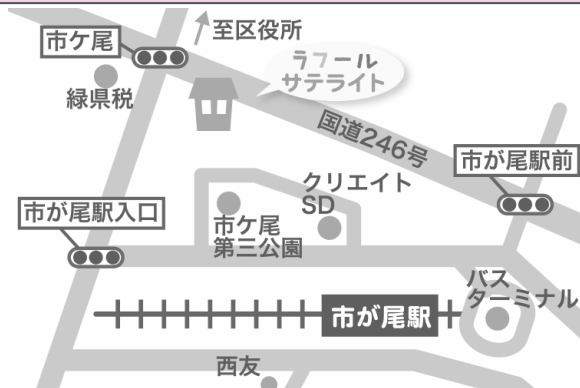 至区役所
市ケ尾
ラフール
サテライト
緑県税
国道246号
市が尾駅前
クリエイト
SD
市が尾駅入口
市ケ尾
第三公園
バス
ターミナル
市が尾駅
西友